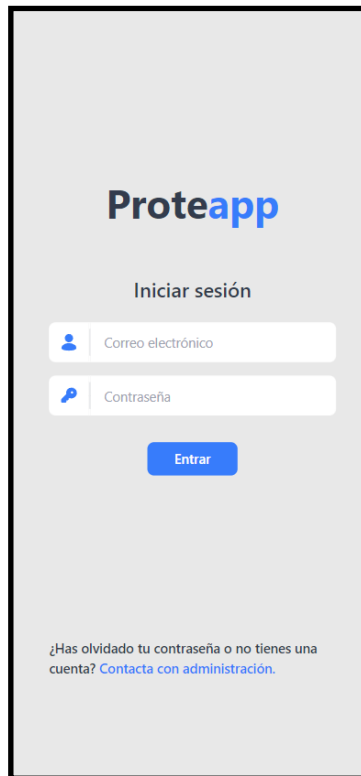 Proteapp
Iniciar sesión
Correo electrónico
Contraseña
Entrar
¿Has olvidado tu contraseña o no tienes una
cuenta? Contacta con administración.